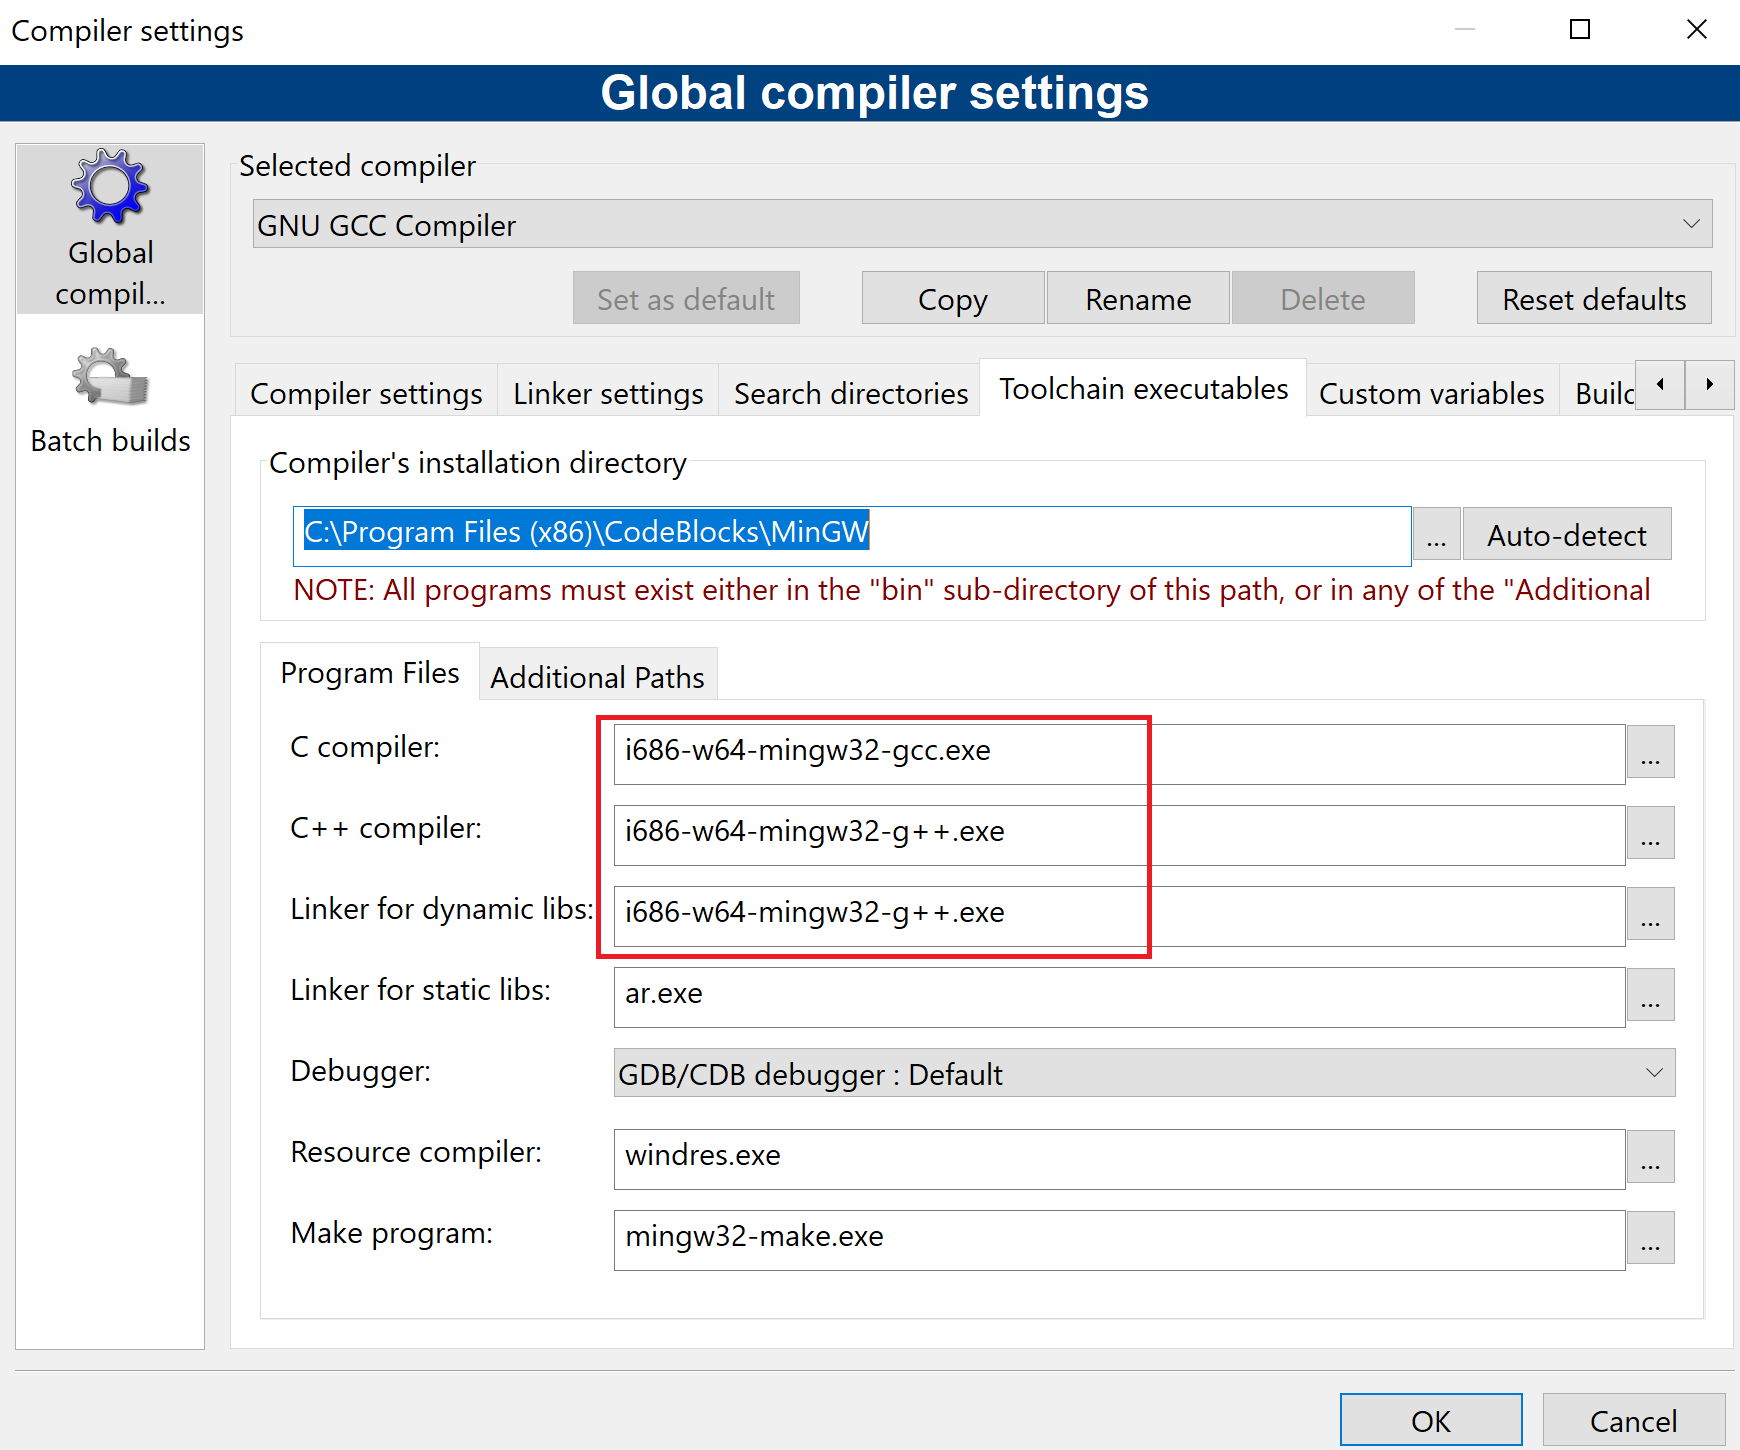 Compiler settings
Global compiler settings
Global
compil...
Batch builds
Selected compiler
GNU GCC Compiler
Set as default
Copy
Rename
Delete
Reset defaults
Compiler settings
Linker settings
Search directories
Toolchain executables
Custom variables
Build
Compiler's installation directory
C:\Program Files (x86)\CodeBlocks\MinGW
...
Auto-detect
NOTE: All programs must exist either in the "bin" sub-directory of this path, or in any of the "Additional
Program Files
Additional Paths
C compiler:
i686-w64-mingw32-gcc.exe
...
C++ compiler:
i686-w64-mingw32-g++.exe
...
Linker for dynamic libs:
i686-w64-mingw32-g++.exe
...
Linker for static libs:
ar.exe
...
Debugger:
GDB/CDB debugger : Default
Resource compiler:
windres.exe
...
Make program:
mingw32-make.exe
...
OK
Cancel